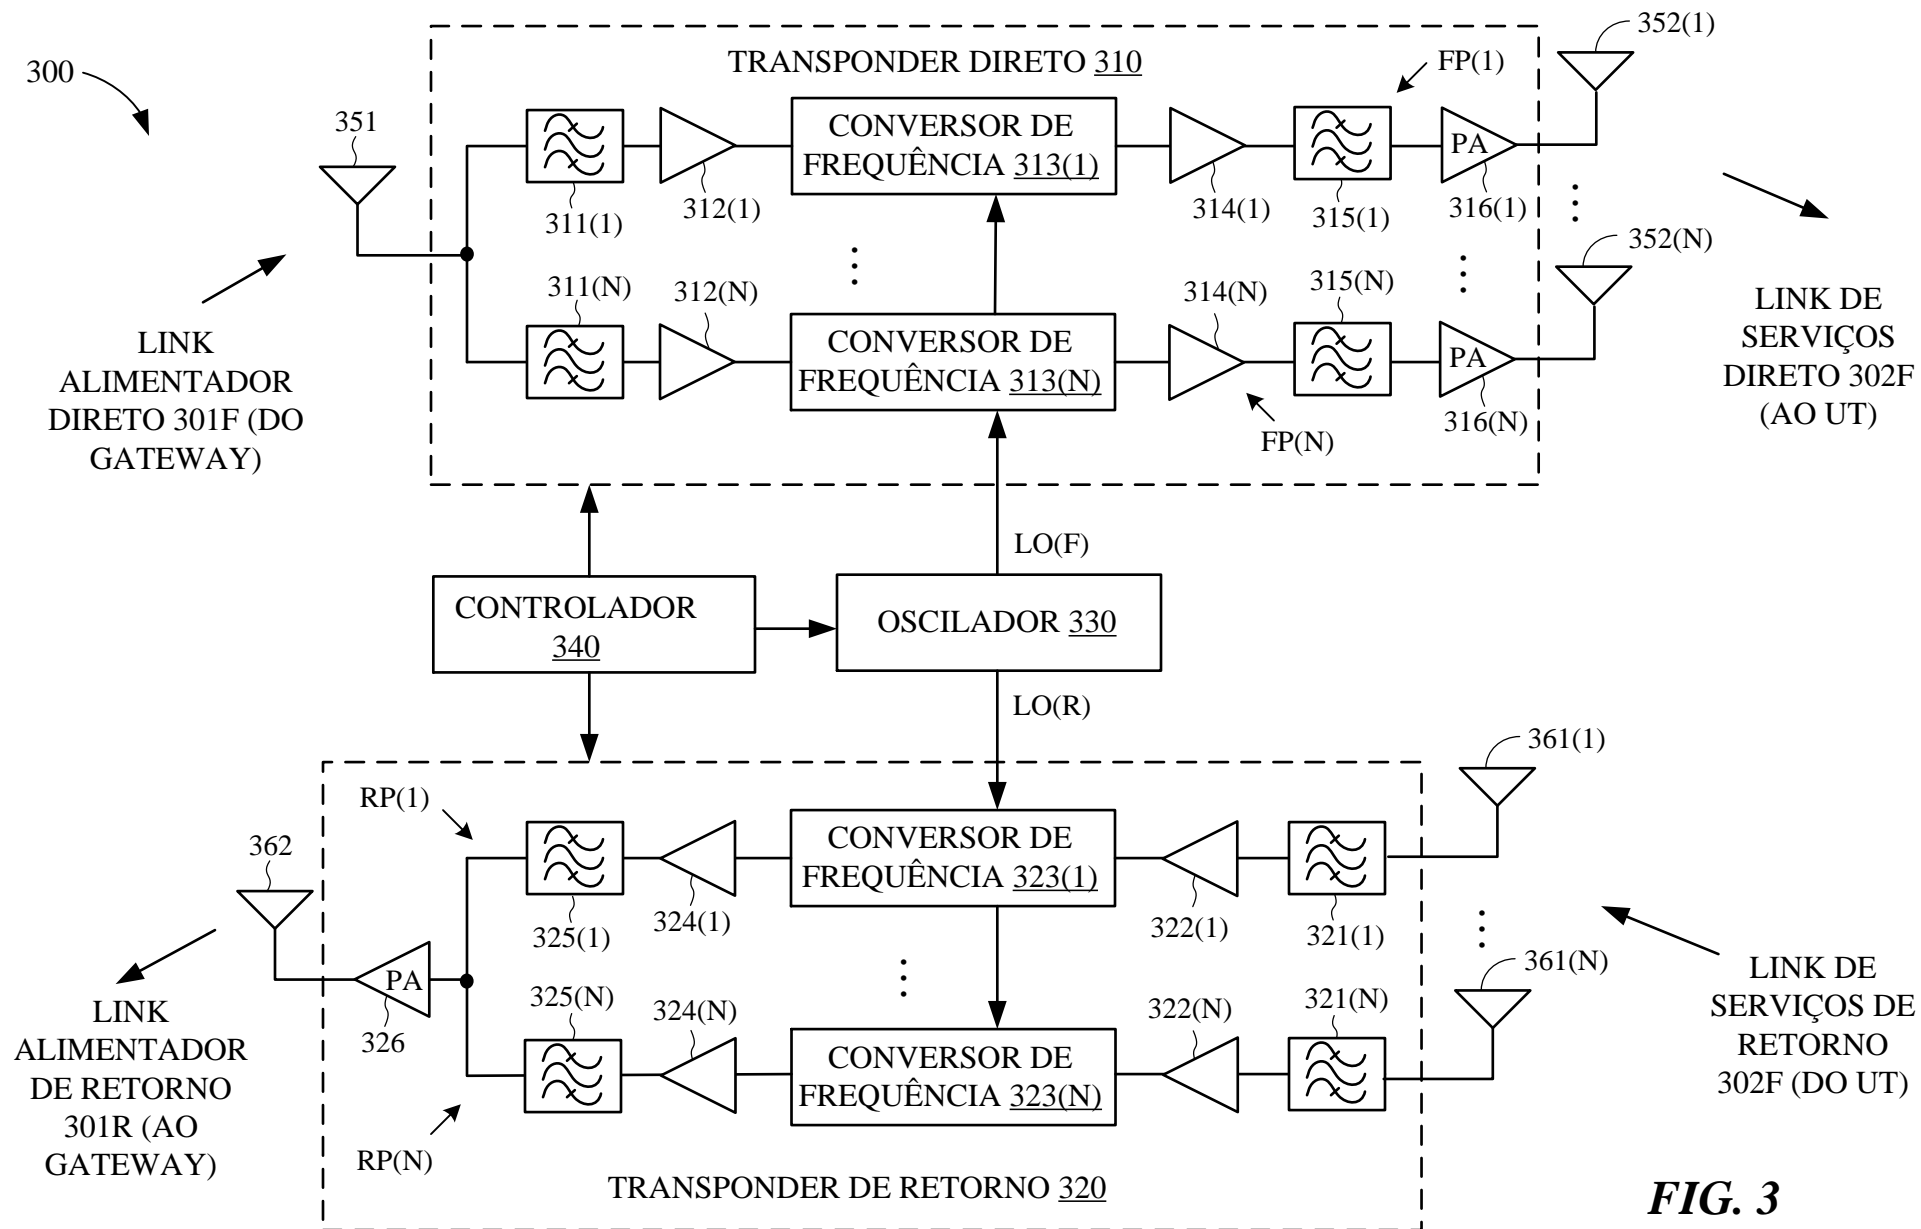 300
TRANSPONDER DIRETO 310
FP(1)
352(1)
351
CONVERSOR DE
FREQUÊNCIA 313(1)
PA
311(1)
312(1)
314(1)
315(1)
316(1)
352(N)
311(N)
312(N)
314(N)
315(N)
CONVERSOR DE
FREQUÊNCIA 313(N)
PA
316(N)
FP(N)
LINK
ALIMENTADOR
DIRETO 301F (DO
GATEWAY)
LINK DE
SERVIÇOS
DIRETO 302F
(AO UT)
LO(F)
CONTROLADOR
340
OSCILADOR 330
LO(R)
361(1)
RP(1)
362
CONVERSOR DE
FREQUÊNCIA 323(1)
325(1)
324(1)
322(1)
321(1)
PA
326
361(N)
325(N)
324(N)
322(N)
321(N)
CONVERSOR DE
FREQUÊNCIA 323(N)
LINK
ALIMENTADOR
DE RETORNO
301R (AO
GATEWAY)
RP(N)
LINK DE
SERVIÇOS DE
RETORNO
302F (DO UT)
TRANSPONDER DE RETORNO 320
FIG. 3